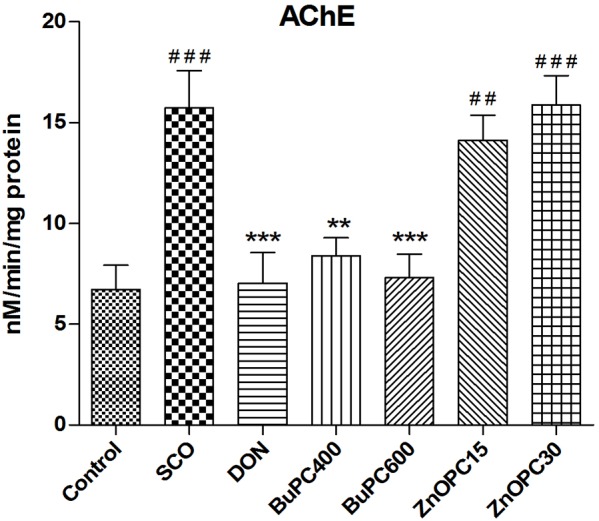 AChE
nM/min/mg protein
20
15
10
5
0
###
***
**
***
##
###
Control
SCO
DON
BuPC400
BuPC600
ZnOPC15
ZnOPC30